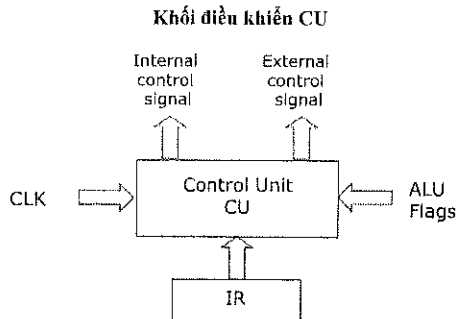 Khối điều khiển CU
Internal
control
signal
External
control
signal
CLK
Control Unit
CU
ALU
Flags
IR